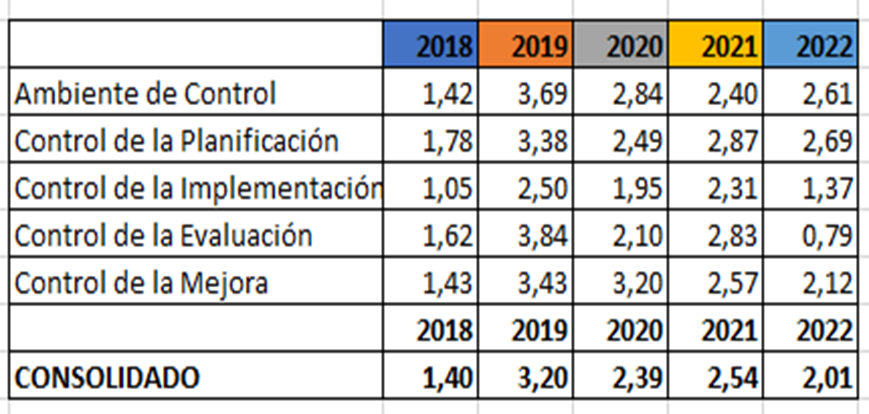 2018 2019 2020 2021 2022
Ambiente de Control 1,42 3,69 2,84 2,40 2,61
Control de la Planificación 1,78 3,38 2,49 2,87 2,69
Control de la Implementación 1,05 2,50 1,95 2,31 1,37
Control de la Evaluación 1,62 3,84 2,10 2,83 0,79
Control de la Mejora 1,43 3,43 3,20 2,57 2,12
2018 2019 2020 2021 2022
CONSOLIDADO 1,40 3,20 2,39 2,54 2,01